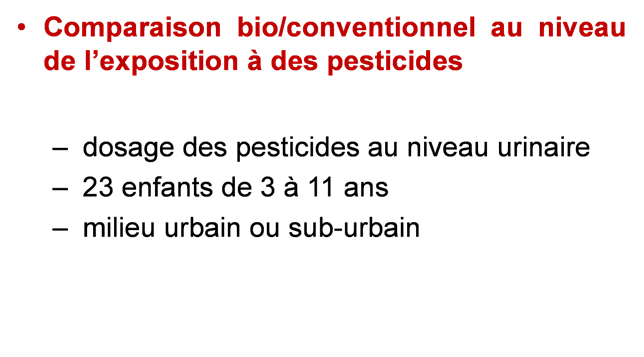 • Comparaison bio/conventionnel au niveau
de l’exposition à des pesticides
– dosage des pesticides au niveau urinaire
– 23 enfants de 3 à 11 ans
– milieu urbain ou sub-urbain